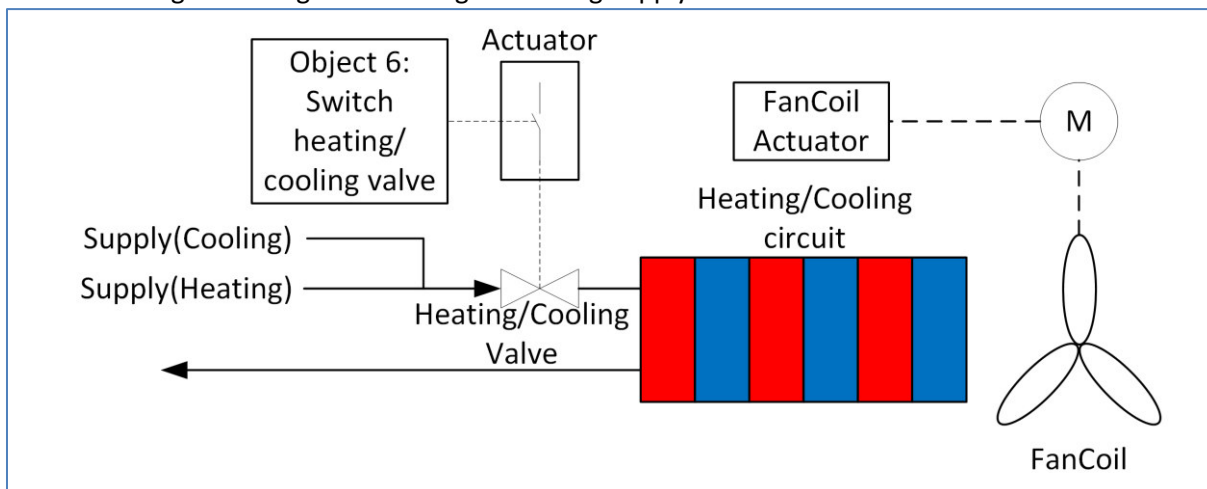 Actuator
Object 6:
Switch
heating/
cooling valve
FanCoil
Actuator
M
Heating/Cooling
circuit
Supply(Cooling)
Supply(Heating)
Heating/Cooling
Valve
FanCoil